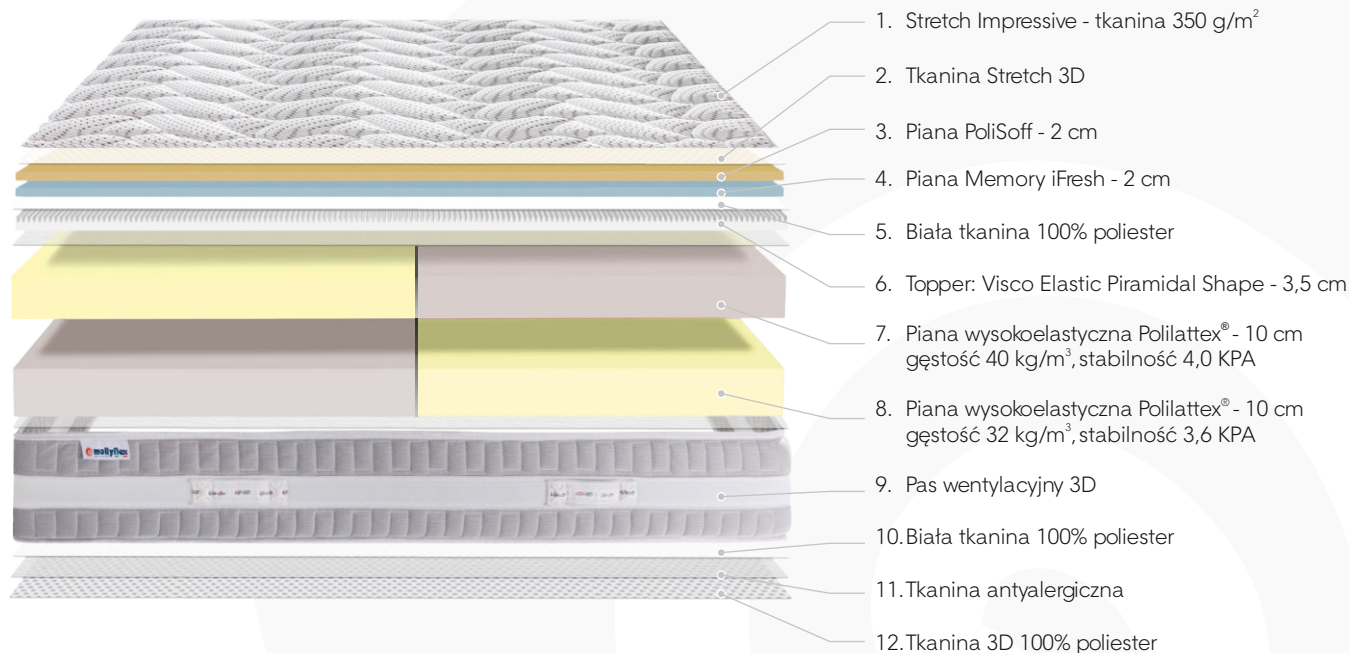 1. Stretch Impressive - tkanina 350 g/m²
2. Tkanina Stretch 3D
3. Piana PoliSoff - 2 cm
4. Piana Memory iFresh - 2 cm
5. Biała tkanina 100% poliester
6. Topper: Visco Elastic Piramidal Shape - 3,5 cm
7. Piana wysokoelastyczna Polilattex® - 10 cm
gęstość 40 kg/m³, stabilność 4,0 KPA
8. Piana wysokoelastyczna Polilattex® - 10 cm
gęstość 32 kg/m³, stabilność 3,6 KPA
mollyflex
9. Pas wentylacyjny 3D
10. Biała tkanina 100% poliester
11. Tkanina antyalergiczna
12. Tkanina 3D 100% poliester